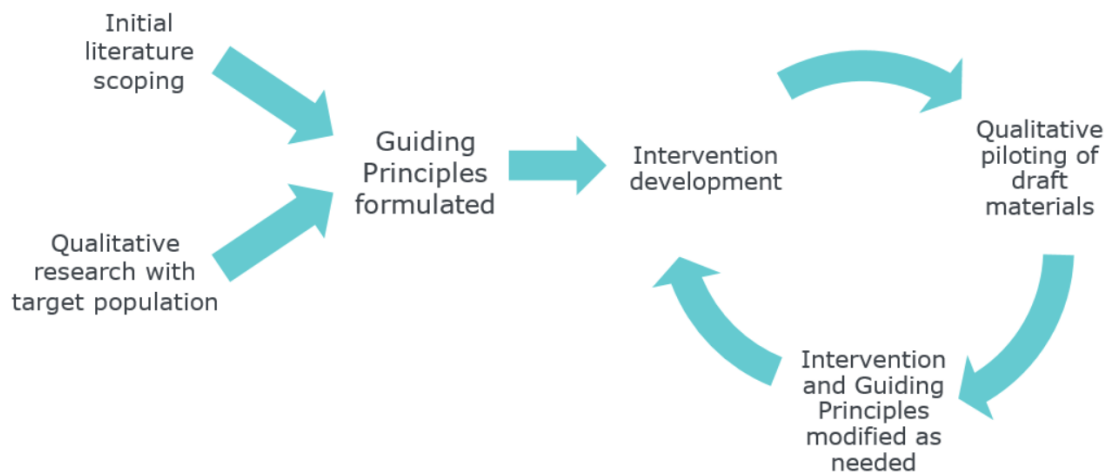 Initial
literature
scoping
Qualitative
research with
target population
Guiding
Principles
formulated
Intervention
development
Qualitative
piloting of
draft
materials
Intervention
and Guiding
Principles
modified as
needed